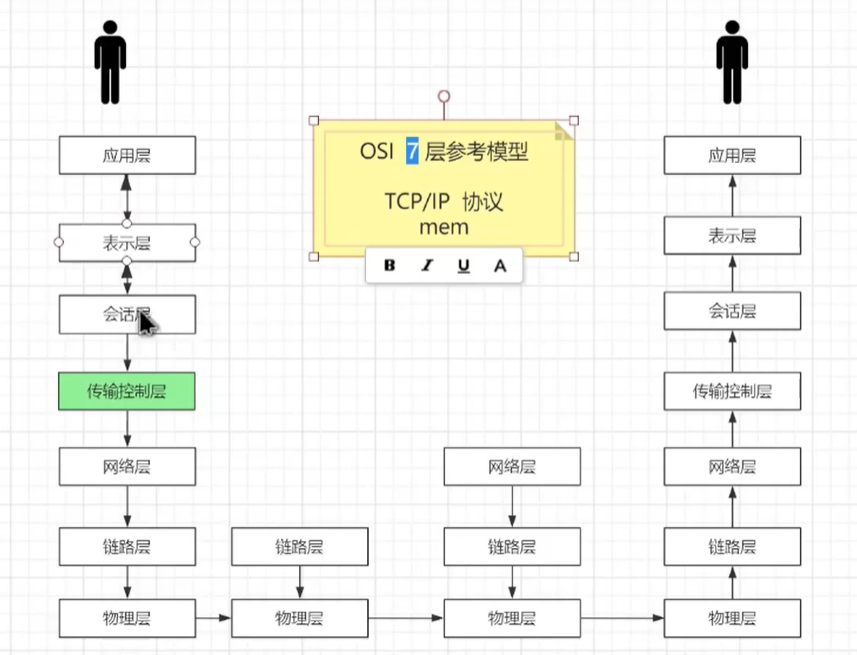 OSI 7 层参考模型
TCP/IP 协议
mem
B I U A
应用层
表示层
会话层
传输控制层
网络层
链路层
物理层
链路层
物理层
网络层
链路层
物理层
应用层
表示层
会话层
传输控制层
网络层
链路层
物理层